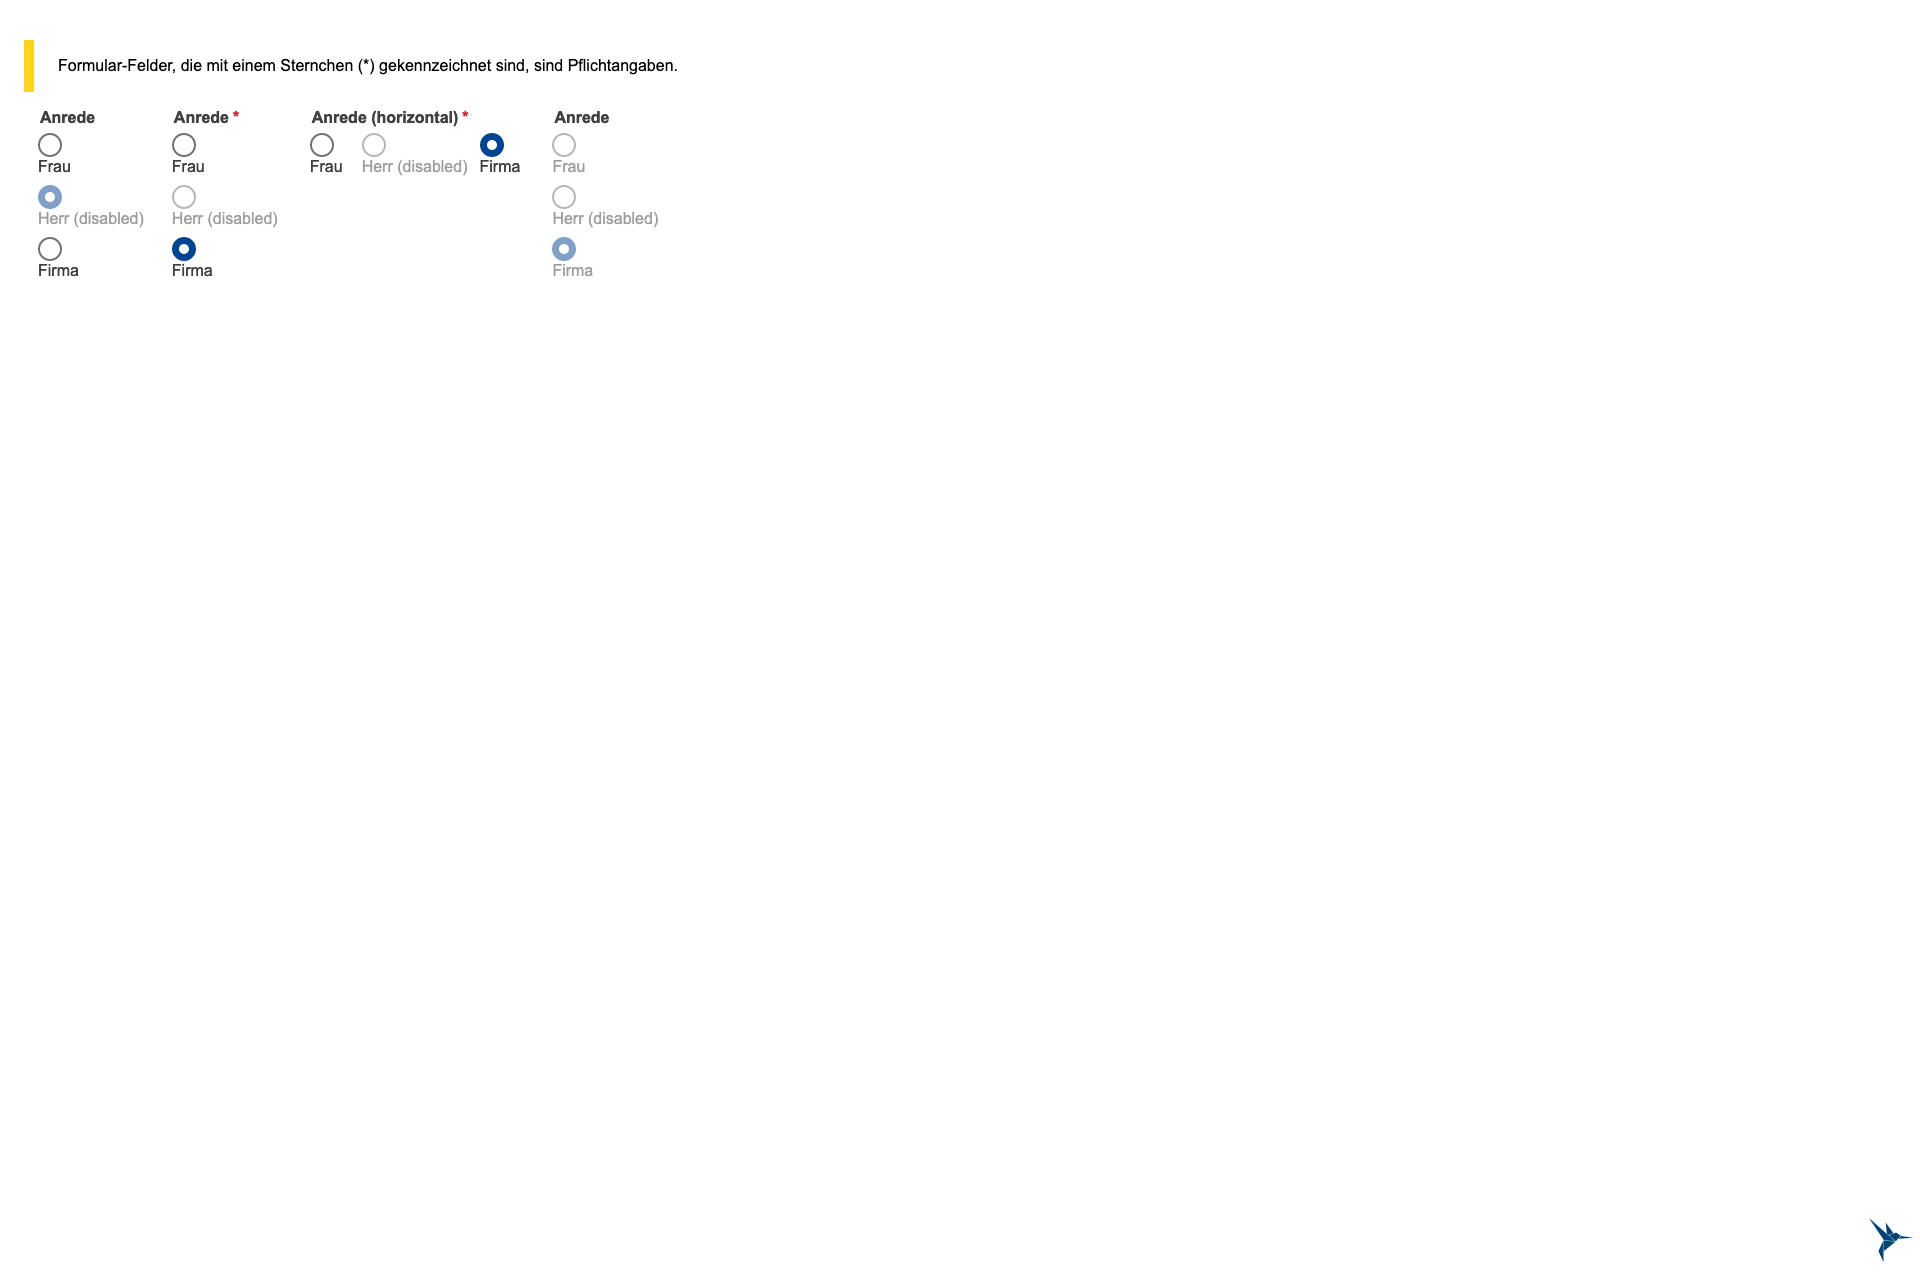 Formular-Felder, die mit einem Sternchen (*) gekennzeichnet sind, sind Pflichtangaben.
Anrede
Frau
Herr (disabled)
Firma
Anrede *
Frau
Herr (disabled)
Firma
Anrede (horizontal) *
Frau Herr (disabled) Firma
Anrede
Frau
Herr (disabled)
Firma